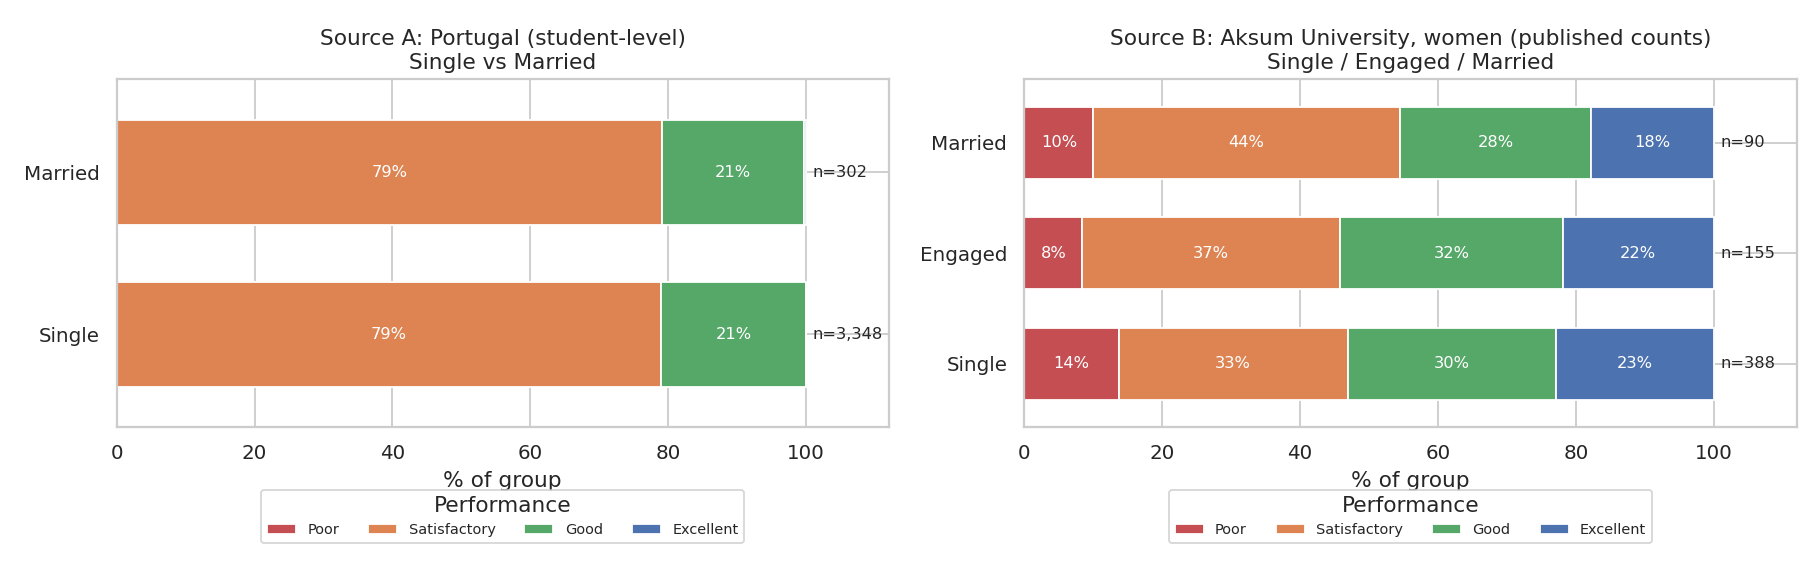 Source A: Portugal (student-level)
Single vs Married
Married
79%
21%
n=302
Single
79%
21%
n=3,348
0
20
40
60
80
100
% of group
Performance
Poor
Satisfactory
Good
Excellent
Source B: Aksum University, women (published counts)
Single / Engaged / Married
Married
10%
44%
28%
18%
n=90
Engaged
8%
37%
32%
22%
n=155
Single
14%
33%
30%
23%
n=388
0
20
40
60
80
100
% of group
Performance
Poor
Satisfactory
Good
Excellent